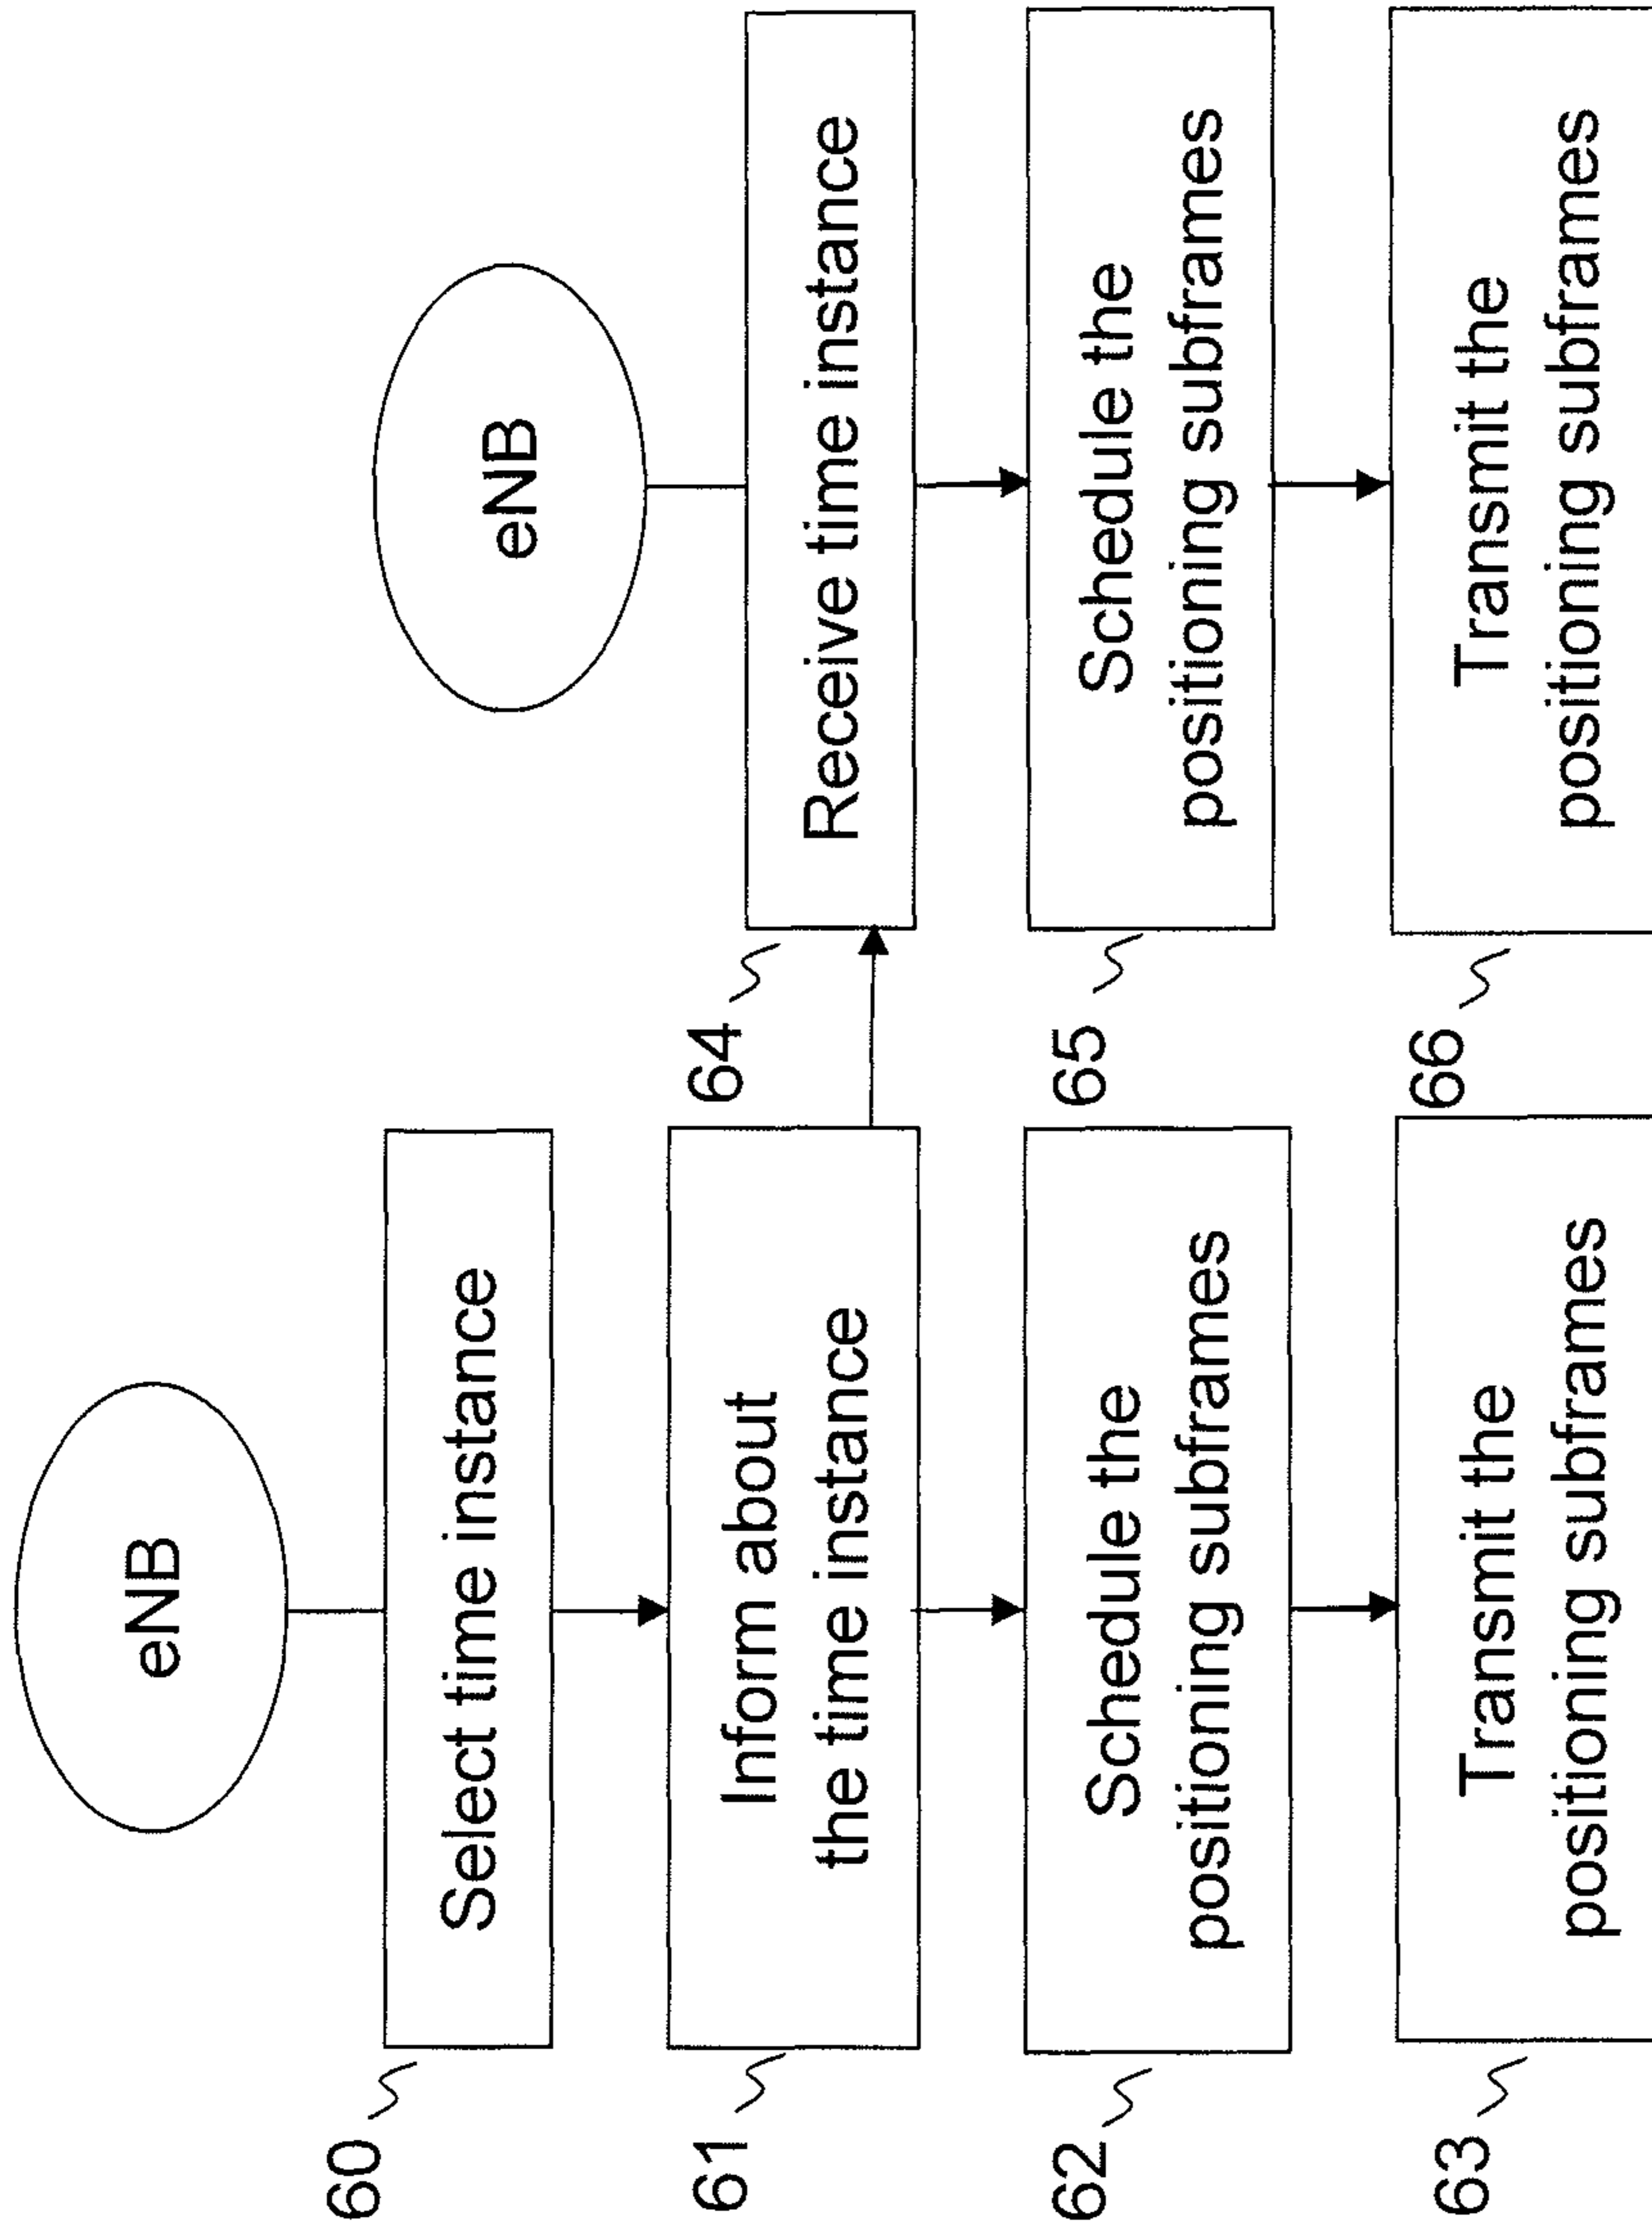 eNB
60
Select time instance
61
Inform about
the time instance
62
Schedule the
positioning subframes
63
Transmit the
positioning subframes
eNB
64
Receive time instance
65
Schedule the
positioning subframes
66
Transmit the
positioning subframes